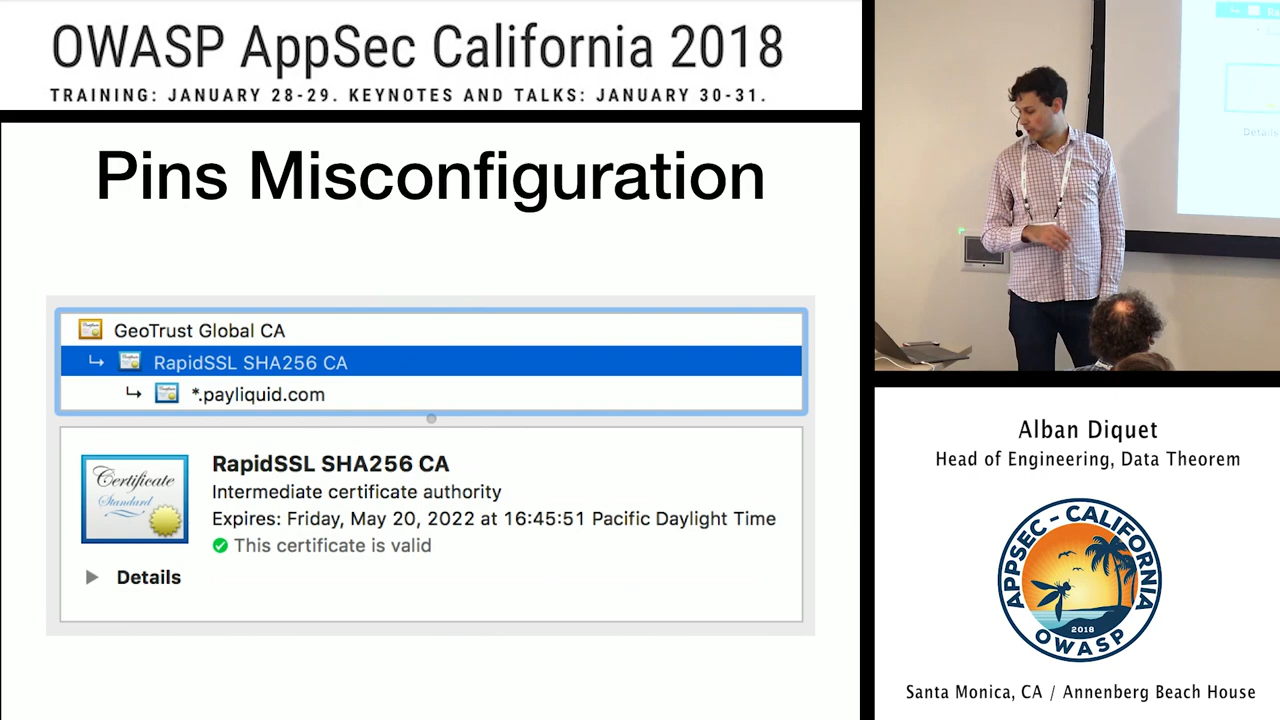 OWASP AppSec California 2018
TRAINING: JANUARY 28-29. KEYNOTES AND TALKS: JANUARY 30-31.
Pins Misconfiguration
GeoTrust Global CA
RapidSSL SHA256 CA
*.payliquid.com
Certificate
Standard
RapidSSL SHA256 CA
Intermediate certificate authority
Expires: Friday, May 20, 2022 at 16:45:51 Pacific Daylight Time
This certificate is valid
Details
Details
Alban Diquet
Head of Engineering, Data Theorem
APPSEC - CALIFORNIA
2018
OWASP
Santa Monica, CA / Annenberg Beach House